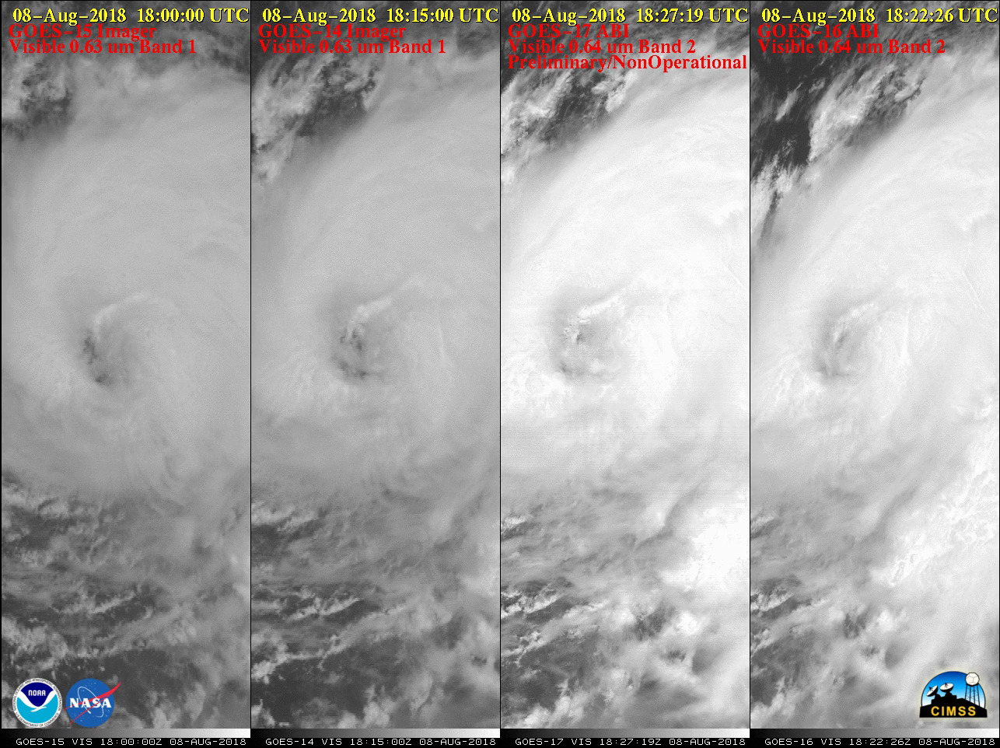 08-Aug-2018 18:00:00 UTC
GOES-15 Imager
Visible 0.63 um Band 1
08-Aug-2018 18:15:00 UTC
GOES-14 Imager
Visible 0.63 um Band 1
08-Aug-2018 18:27:19 UTC
GOES-17 ABI
Visible 0.64 um Band 2
Preliminary/NonOperational
08-Aug-2018 18:22:26 UTC
GOES-16 ABI
Visible 0.64 um Band 2
NOAA
NASA
CIMSS
GOES-15 VIS 18:00:00Z 08-AUG-2018
GOES-14 VIS 18:15:00Z 08-AUG-2018
GOES-17 VIS 18:27:19Z 08-AUG-2018
GOES-16 VIS 18:22:26Z 08-AUG-2018